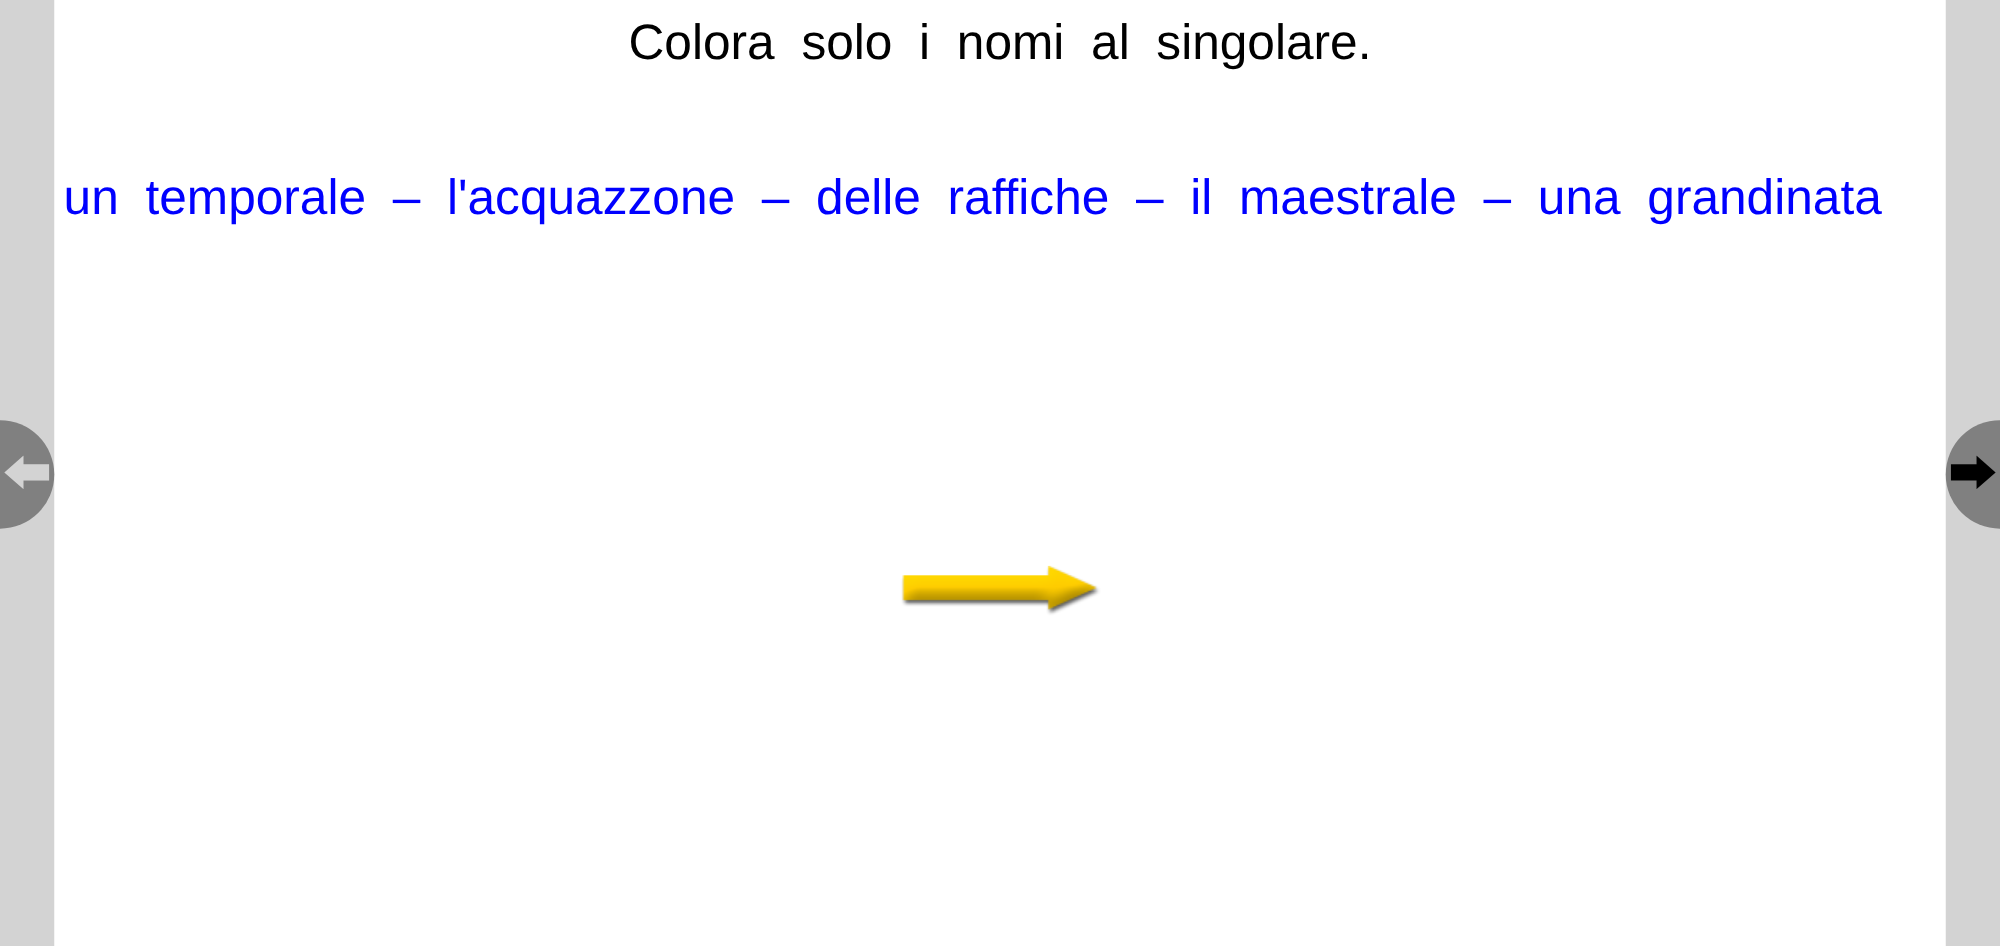 Colora solo i nomi al singolare.
un temporale – l'acquazzone – delle raffiche – il maestrale – una grandinata